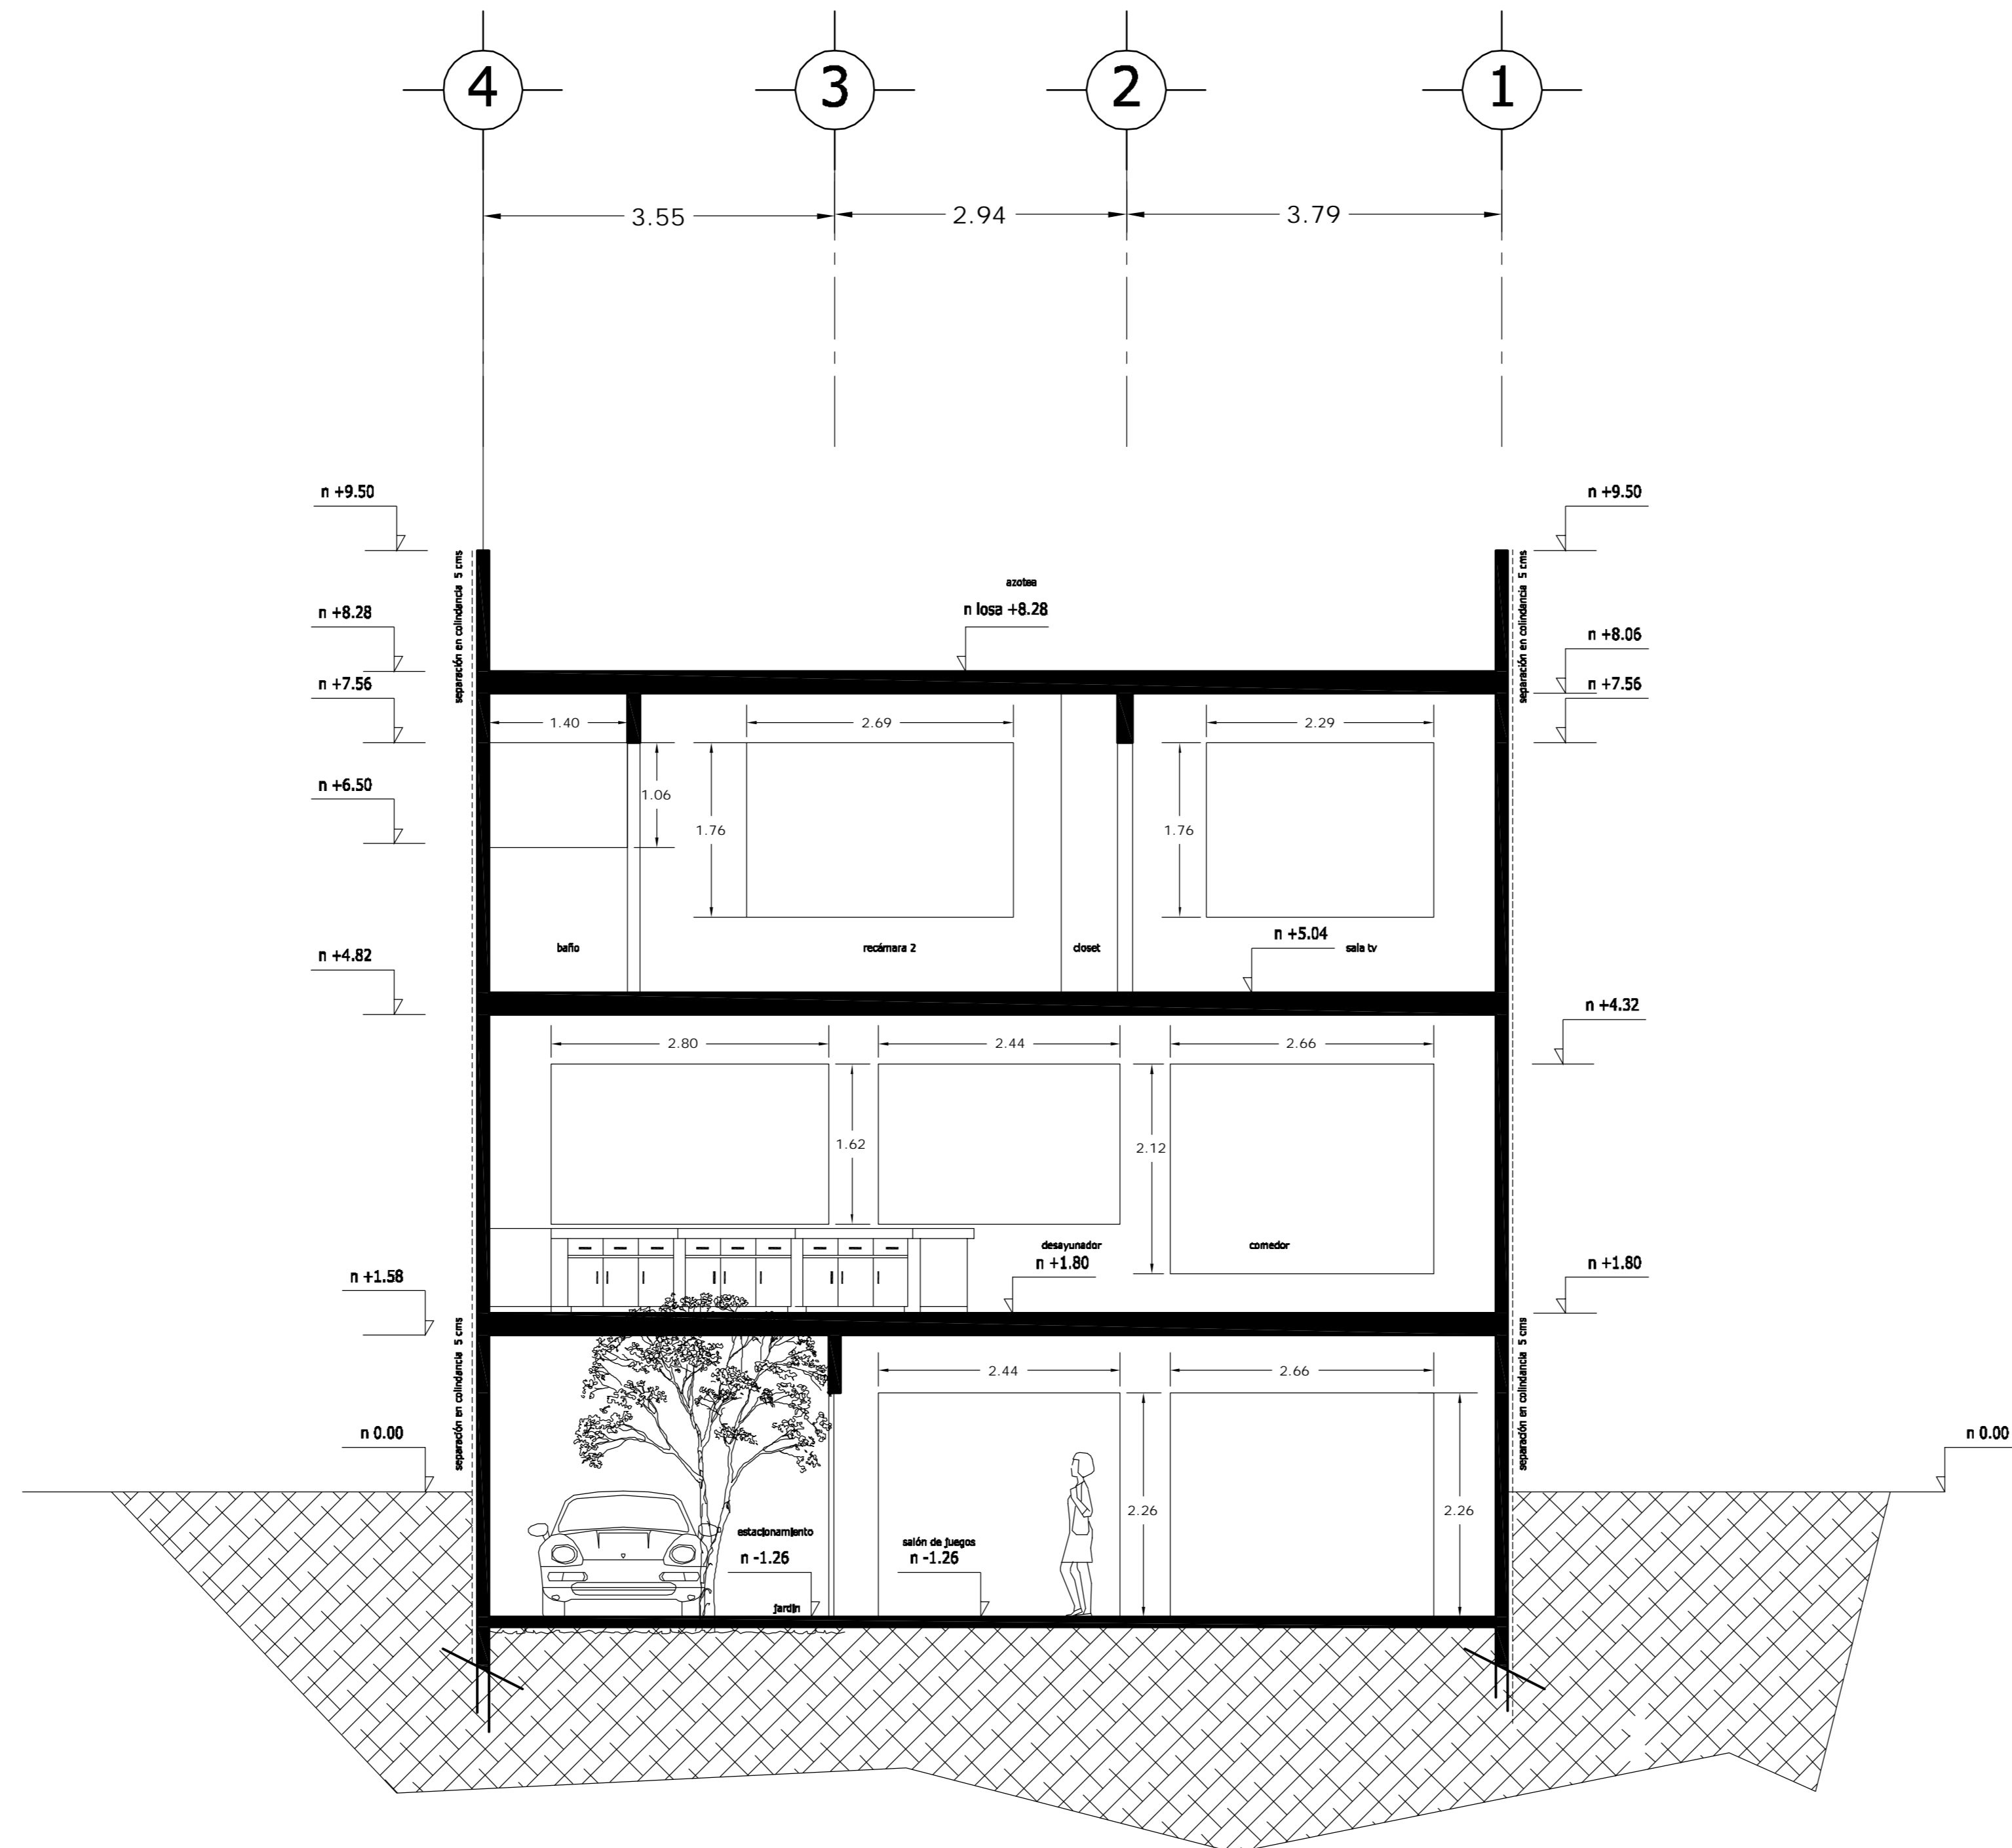 4
3
2
1
3.55
2.94
3.79
n +9.50
n +9.50
separación en colindancia 5 cms
separación en colindancia 5 cms
azotea
n losa +8.28
n +8.28
n +8.06
n +7.56
n +7.56
1.40
2.69
2.29
n +6.50
1.06
1.76
1.76
n +5.04
baño
recámara 2
closet
sala tv
n +4.82
n +4.32
2.80
2.44
2.66
1.62
2.12
desayunador
comedor
n +1.80
n +1.80
n +1.58
separación en colindancia 5 cms
separación en colindancia 5 cms
2.44
2.66
n 0.00
n 0.00
2.26
2.26
estacionamiento
n -1.26
salón de juegos
n -1.26
jardín